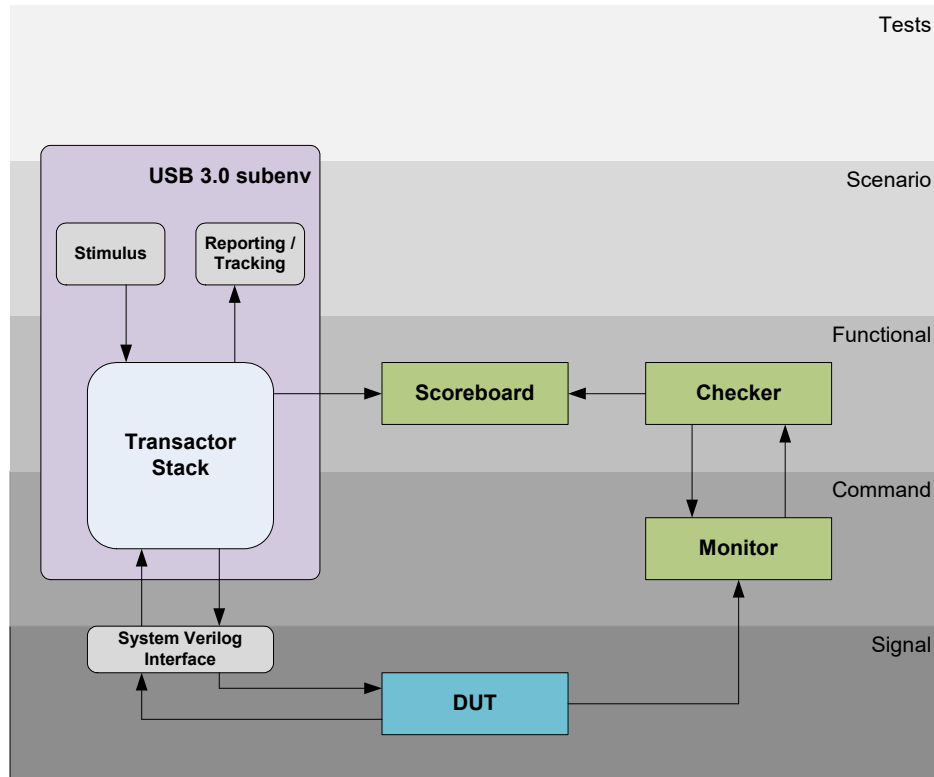 Tests
USB 3.0 subenv
Scenario
Stimulus
Reporting /
Tracking
Functional
Scoreboard
Checker
Transactor
Stack
Command
Monitor
System Verilog
Interface
Signal
DUT